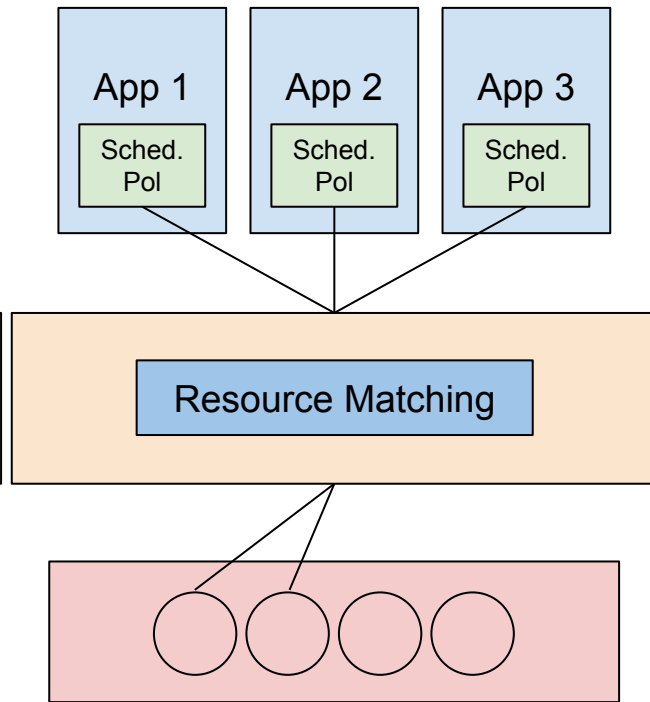 App 1
App 2
App 3
Sched.
Pol
Sched.
Pol
Sched.
Pol
Resource Matching